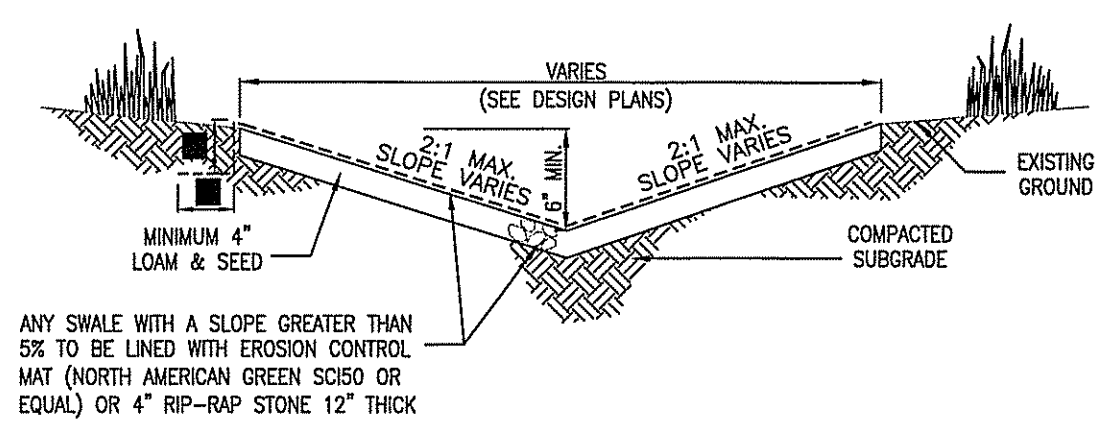 VARIES
(SEE DESIGN PLANS)
2:1 MAX.
SLOPE VARIES
6" MIN.
2:1 MAX.
SLOPE VARIES
EXISTING
GROUND
MINIMUM 4"
LOAM & SEED
COMPACTED
SUBGRADE
ANY SWALE WITH A SLOPE GREATER THAN
5% TO BE LINED WITH EROSION CONTROL
MAT (NORTH AMERICAN GREEN SC150 OR
EQUAL) OR 4" RIP-RAP STONE 12" THICK